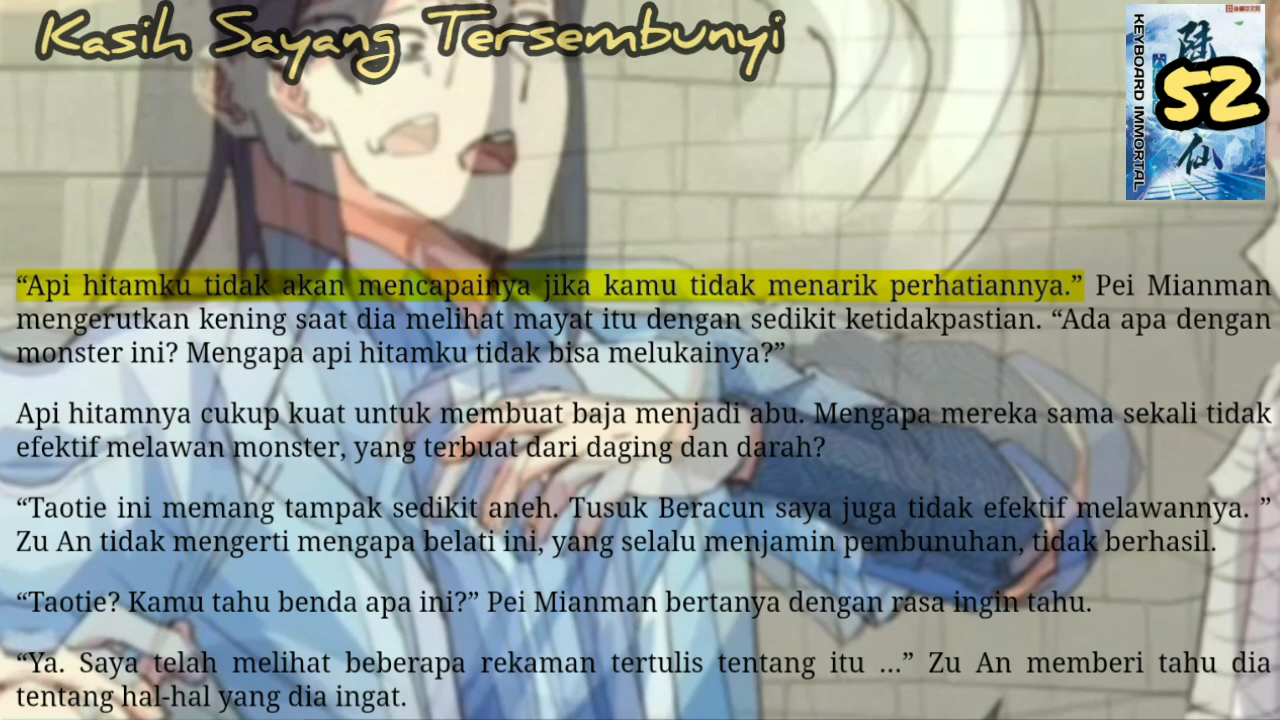 Kasih Sayang Tersembunyi
KEYBOARD IMMORTAL
陆
仙
52
“Api hitamku tidak akan mencapainya jika kamu tidak menarik perhatiannya.” Pei Mianman
mengerutkan kening saat dia melihat mayat itu dengan sedikit ketidakpastian. “Ada apa dengan
monster ini? Mengapa api hitamku tidak bisa melukainya?”
Api hitamnya cukup kuat untuk membuat baja menjadi abu. Mengapa mereka sama sekali tidak
efektif melawan monster, yang terbuat dari daging dan darah?
“Taotie ini memang tampak sedikit aneh. Tusuk Beracun saya juga tidak efektif melawannya. ”
Zu An tidak mengerti mengapa belati ini, yang selalu menjamin pembunuhan, tidak berhasil.
“Taotie? Kamu tahu benda apa ini?” Pei Mianman bertanya dengan rasa ingin tahu.
“Ya. Saya telah melihat beberapa rekaman tertulis tentang itu ...” Zu An memberi tahu dia
tentang hal-hal yang dia ingat.